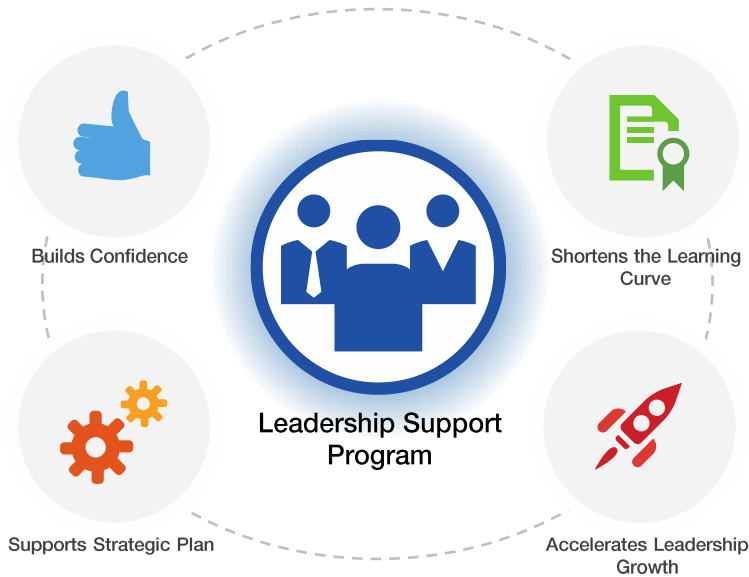 Builds Confidence
Shortens the Learning
Curve
Leadership Support
Program
Supports Strategic Plan
Accelerates Leadership
Growth